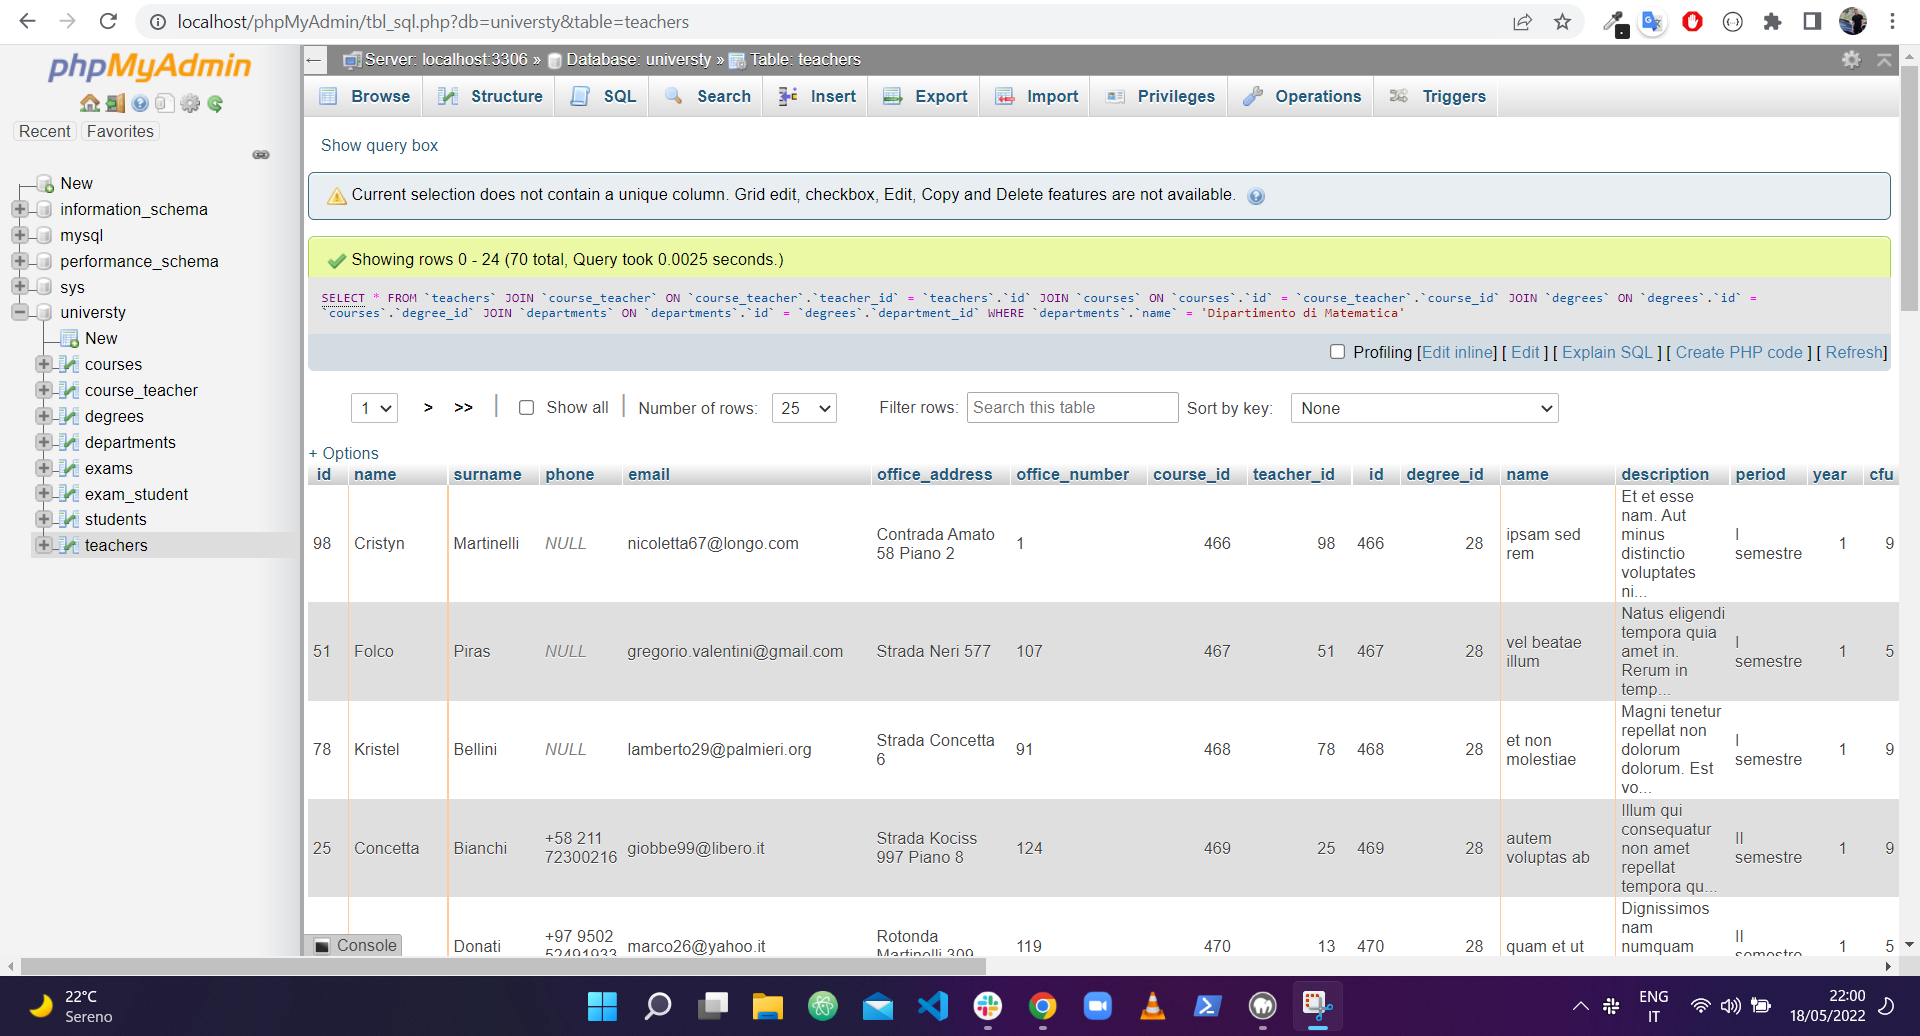 localhost/phpMyAdmin/tbl_sql.php?db=universty&table=teachers
phpMyAdmin
Recent Favorites
New
information_schema
mysql
performance_schema
sys
universty
New
courses
course_teacher
degrees
departments
exams
exam_student
students
teachers
Server: localhost:3306 » Database: universty » Table: teachers
Browse Structure SQL Search Insert Export Import Privileges Operations Triggers
Show query box
Current selection does not contain a unique column. Grid edit, checkbox, Edit, Copy and Delete features are not available.
Showing rows 0 - 24 (70 total, Query took 0.0025 seconds.)
SELECT * FROM `teachers` JOIN `course_teacher` ON `course_teacher`.`teacher_id` = `teachers`.`id` JOIN `courses` ON `courses`.`id` = `course_teacher`.`course_id` JOIN `degrees` ON `degrees`.`id` =
`courses`.`degree_id` JOIN `departments` ON `departments`.`id` = `degrees`.`department_id` WHERE `departments`.`name` = 'Dipartimento di Matematica'
Profiling [Edit inline] [ Edit ] [ Explain SQL ] [ Create PHP code ] [ Refresh]
1 > >> | Show all | Number of rows: 25 Filter rows: Search this table Sort by key: None
+ Options
id name surname phone email office_address office_number course_id teacher_id id degree_id name description period year cfu
98 Cristyn Martinelli NULL nicoletta67@longo.com Contrada Amato 58 Piano 2 1 466 98 466 28 ipsam sed rem Et et esse nam. Aut minus distinctio voluptates ni... I semestre 1 9
51 Folco Piras NULL gregorio.valentini@gmail.com Strada Neri 577 107 467 51 467 28 vel beatae illum Natus eligendi tempora quia amet in. Rerum in temp... I semestre 1 5
78 Kristel Bellini NULL lamberto29@palmieri.org Strada Concetta 6 91 468 78 468 28 et non molestiae Magni tenetur repellat non dolorum dolorum. Est vo... I semestre 1 9
25 Concetta Bianchi +58 211 72300216 giobbe99@libero.it Strada Kociss 997 Piano 8 124 469 25 469 28 autem voluptas ab Illum qui consequatur non amet repellat tempora qu... II semestre 1 9
Donati +97 9502 52491933 marco26@yahoo.it Rotonda Martinelli 309 119 470 13 470 28 quam et ut Dignissimos nam numquam II semestre 1 5
Console
22°C
Sereno
ENG
IT
22:00
18/05/2022